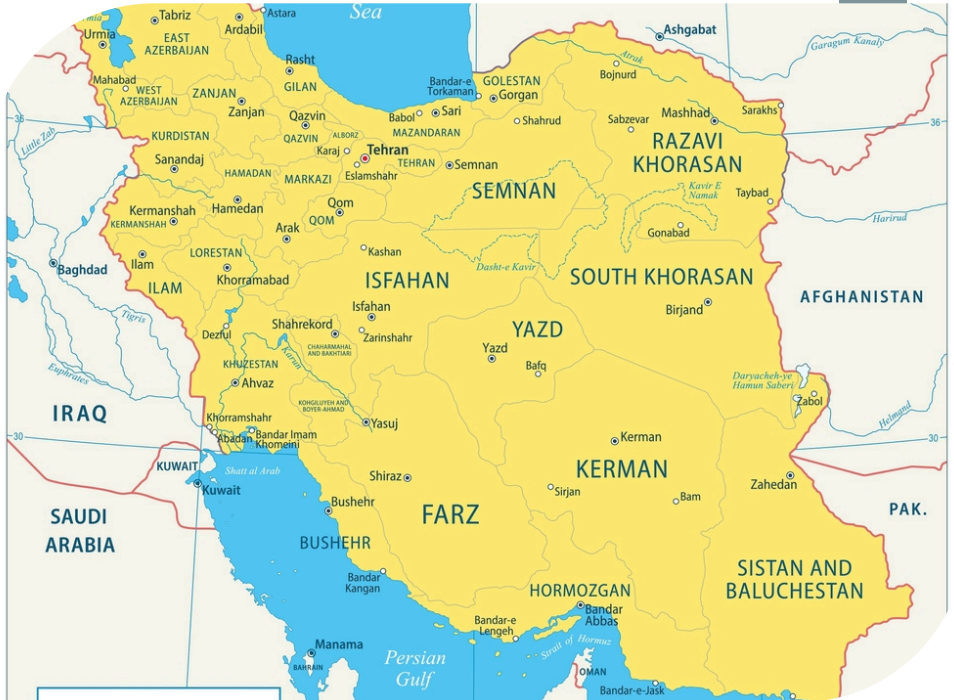 Sea
Astara
Tabriz
Ardabil
Urmia
EAST
AZERBAIJAN
Ashgabat
Garagum Kanaly
Atrak
Rasht
GILAN
Bojnurd
Mahabad
WEST
AZERBAIJAN
ZANJAN
Zanjan
Bandar-e
Torkaman
GOLESTAN
Gorgan
Sarakhs
Mashhad
36
36
Little Zab
Qazvin
QAZVIN
ALBORZ
Babol
Sari
MAZANDARAN
Shahrud
Sabzevar
KURDISTAN
Sanandaj
Karaj
Tehran
TEHRAN
Eslamshahr
Semnan
RAZAVI
KHORASAN
HAMADAN
Hamedan
MARKAZI
SEMNAN
Kavir E
Namak
Taybad
Kermanshah
KERMANSHAH
Qom
QOM
Arak
Gonabad
Harirud
Kashan
LORESTAN
Khorramabad
Ilam
ILAM
Baghdad
Dasht-e Kavir
ISFAHAN
SOUTH KHORASAN
AFGHANISTAN
Birjand
Tigris
Isfahan
Shahrekord
Zarinshahr
Dezful
CHAHARMAHAL
AND BAKHTIARI
YAZD
Yazd
Bafq
Karun
KHUZESTAN
Ahvaz
Euphrates
Daryacheh-ye
Hamun Saberi
Zabol
Helmand
IRAQ
KOHGILUYEH AND
BOYER-AHMAD
Yasuj
Khorramshahr
Abadan
Bandar Imam
Khomeini
30
30
Kerman
KERMAN
KUWAIT
Kuwait
Shatt al Arab
Shiraz
Sirjan
Bam
Zahedan
SAUDI
ARABIA
Bushehr
BUSHEHR
FARZ
PAK.
Bandar
Kangan
SISTAN AND
BALUCHESTAN
HORMOZGAN
Bandar
Abbas
Bandar-e
Lengeh
Strait of Hormuz
Manama
BAHRAIN
Persian
Gulf
OMAN
Bandar-e-Jask